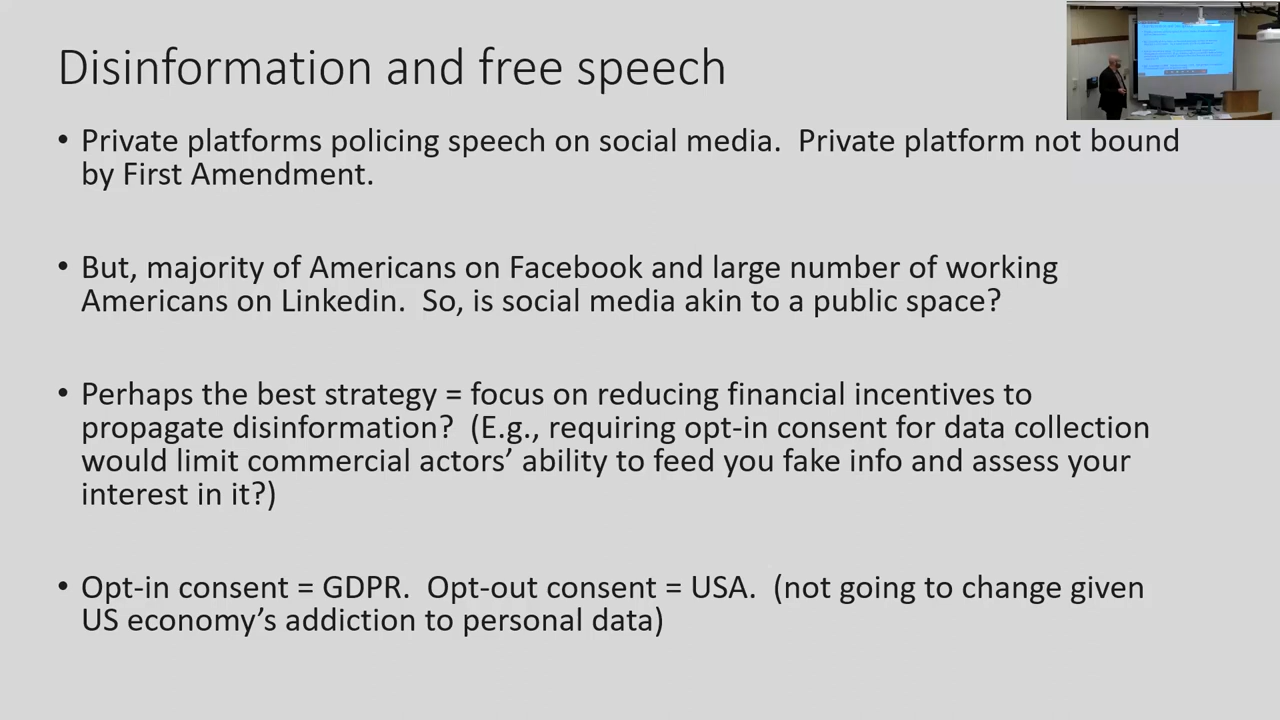 Disinformation and free speech
• Private platforms policing speech on social media.  Private platform not bound
by First Amendment.
• But, majority of Americans on Facebook and large number of working
Americans on Linkedin.  So, is social media akin to a public space?
• Perhaps the best strategy = focus on reducing financial incentives to
propagate disinformation?  (E.g., requiring opt-in consent for data collection
would limit commercial actors’ ability to feed you fake info and assess your
interest in it?)
• Opt-in consent = GDPR.  Opt-out consent = USA.  (not going to change given
US economy’s addiction to personal data)